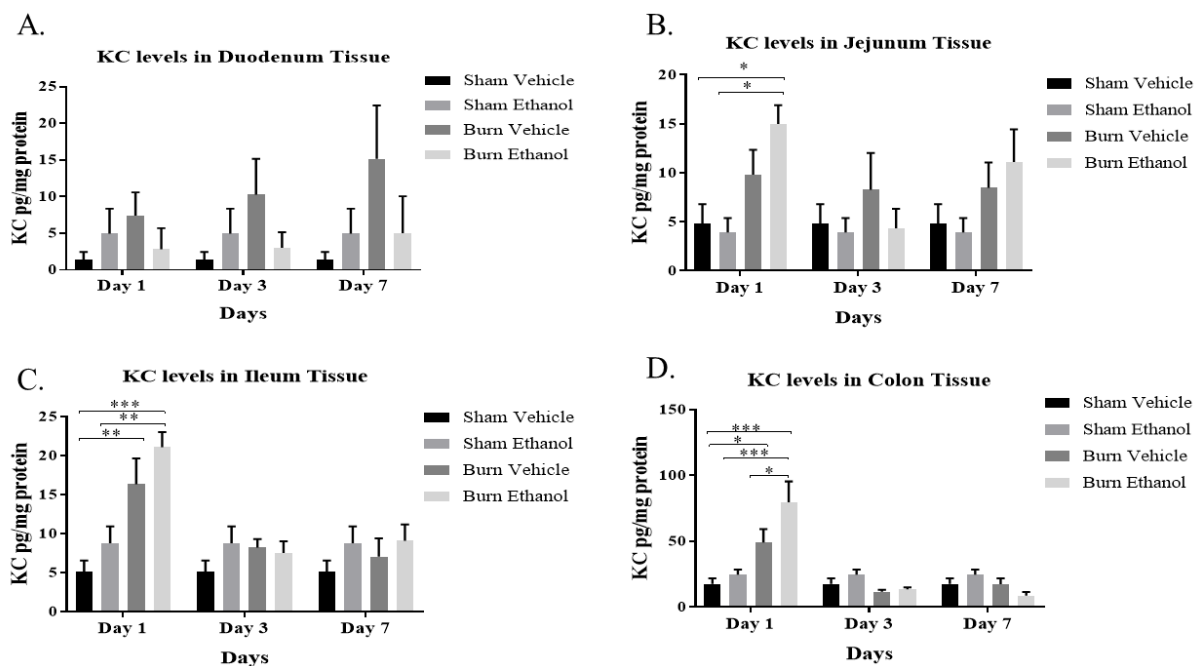 A.
KC levels in Duodenum Tissue
KC pg/mg protein
25
20
15
10
5
0
Day 1 Day 3 Day 7
Days
Sham Vehicle
Sham Ethanol
Burn Vehicle
Burn Ethanol
B.
KC levels in Jejunum Tissue
KC pg/mg protein
20
15
10
5
0
*
*
Day 1 Day 3 Day 7
Days
Sham Vehicle
Sham Ethanol
Burn Vehicle
Burn Ethanol
C.
KC levels in Ileum Tissue
KC pg/mg protein
25
20
15
10
5
0
***
**
**
Day 1 Day 3 Day 7
Days
Sham Vehicle
Sham Ethanol
Burn Vehicle
Burn Ethanol
D.
KC levels in Colon Tissue
KC pg/mg protein
150
100
50
0
***
*
***
*
Day 1 Day 3 Day 7
Days
Sham Vehicle
Sham Ethanol
Burn Vehicle
Burn Ethanol